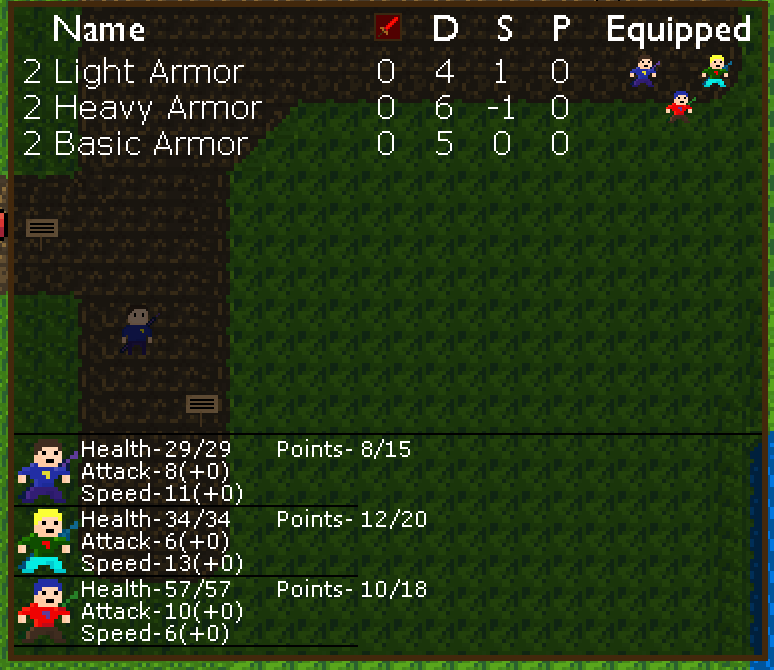 Name D S P Equipped
2 Light Armor 0 4 1 0
2 Heavy Armor 0 6 -1 0
2 Basic Armor 0 5 0 0
Health-29/29 Points- 8/15
Attack-8(+0)
Speed-11(+0)
Health-34/34 Points- 12/20
Attack-6(+0)
Speed-13(+0)
Health-57/57 Points- 10/18
Attack-10(+0)
Speed-6(+0)